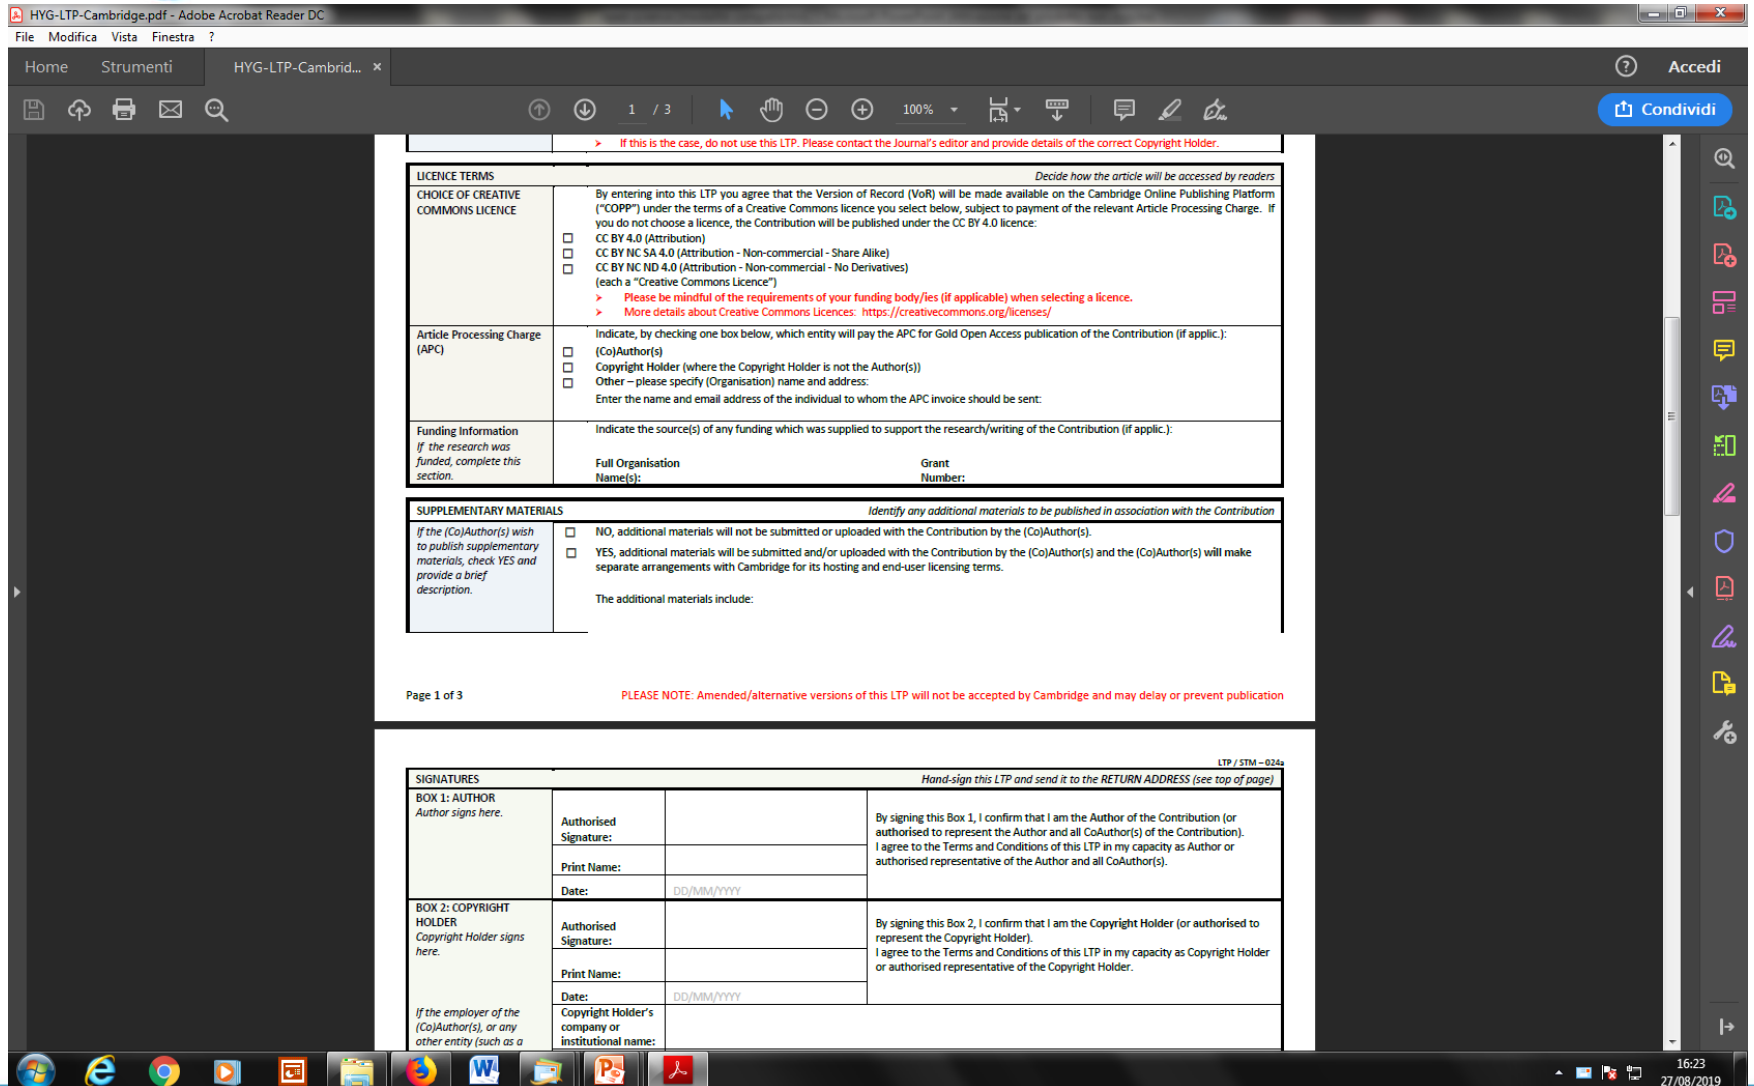 HYG-LTP-Cambridge.pdf - Adobe Acrobat Reader DC
File Modifica Vista Finestra ?
Home Strumenti HYG-LTP-Cambrid... × Accedi
1 / 3 100% Condividi
➢ If this is the case, do not use this LTP. Please contact the Journal's editor and provide details of the correct Copyright Holder.
LICENCE TERMS Decide how the article will be accessed by readers
CHOICE OF CREATIVE
COMMONS LICENCE
By entering into this LTP you agree that the Version of Record (VoR) will be made available on the Cambridge Online Publishing Platform
("COPP") under the terms of a Creative Commons licence you select below, subject to payment of the relevant Article Processing Charge. If
you do not choose a licence, the Contribution will be published under the CC BY 4.0 licence:
☐ CC BY 4.0 (Attribution)
☐ CC BY NC SA 4.0 (Attribution - Non-commercial - Share Alike)
☐ CC BY NC ND 4.0 (Attribution - Non-commercial - No Derivatives)
(each a "Creative Commons Licence")
➢ Please be mindful of the requirements of your funding body/ies (if applicable) when selecting a licence.
➢ More details about Creative Commons Licences: https://creativecommons.org/licenses/
Article Processing Charge
(APC)
Indicate, by checking one box below, which entity will pay the APC for Gold Open Access publication of the Contribution (if applic.):
☐ (Co)Author(s)
☐ Copyright Holder (where the Copyright Holder is not the Author(s))
☐ Other – please specify (Organisation) name and address:
Enter the name and email address of the individual to whom the APC invoice should be sent:
Funding Information
If the research was
funded, complete this
section.
Indicate the source(s) of any funding which was supplied to support the research/writing of the Contribution (if applic.):
Full Organisation
Name(s):
Grant
Number:
SUPPLEMENTARY MATERIALS Identify any additional materials to be published in association with the Contribution
If the (Co)Author(s) wish
to publish supplementary
materials, check YES and
provide a brief
description.
☐ NO, additional materials will not be submitted or uploaded with the Contribution by the (Co)Author(s).
☐ YES, additional materials will be submitted and/or uploaded with the Contribution by the (Co)Author(s) and the (Co)Author(s) will make
separate arrangements with Cambridge for its hosting and end-user licensing terms.
The additional materials include:
Page 1 of 3 PLEASE NOTE: Amended/alternative versions of this LTP will not be accepted by Cambridge and may delay or prevent publication
LTP / STM – 024a
SIGNATURES Hand-sign this LTP and send it to the RETURN ADDRESS (see top of page)
BOX 1: AUTHOR
Author signs here.
Authorised
Signature:
Print Name:
Date: DD/MM/YYYY
By signing this Box 1, I confirm that I am the Author of the Contribution (or
authorised to represent the Author and all CoAuthor(s) of the Contribution).
I agree to the Terms and Conditions of this LTP in my capacity as Author or
authorised representative of the Author and all CoAuthor(s).
BOX 2: COPYRIGHT
HOLDER
Copyright Holder signs
here.
Authorised
Signature:
Print Name:
Date: DD/MM/YYYY
By signing this Box 2, I confirm that I am the Copyright Holder (or authorised to
represent the Copyright Holder).
I agree to the Terms and Conditions of this LTP in my capacity as Copyright Holder
or authorised representative of the Copyright Holder.
If the employer of the
(Co)Author(s), or any
other entity (such as a
Copyright Holder's
company or
institutional name:
16:23
27/08/2019